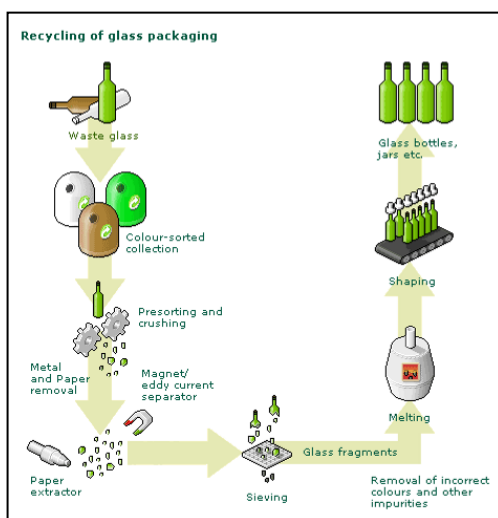 Recycling of glass packaging
Waste glass
Colour-sorted
collection
Presorting and
crushing
Metal
and Paper
removal
Magnet/
eddy current
separator
Paper
extractor
Sieving
Glass fragments
Removal of incorrect
colours and other
impurities
Melting
Shaping
Glass bottles,
jars etc.